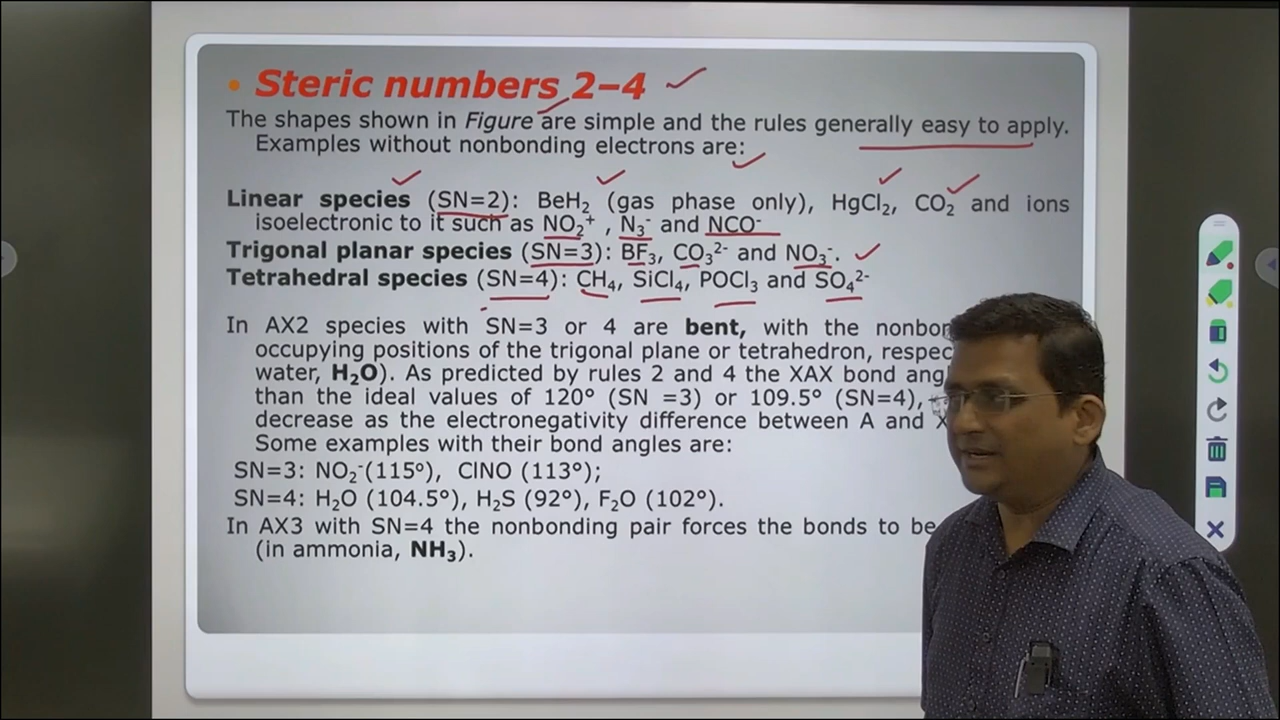 • Steric numbers 2–4
The shapes shown in Figure are simple and the rules generally easy to apply.
Examples without nonbonding electrons are:
Linear species (SN=2): BeH₂ (gas phase only), HgCl₂, CO₂ and ions
isoelectronic to it such as NO₂⁺ , N₃⁻ and NCO⁻
Trigonal planar species (SN=3): BF₃, CO₃²⁻ and NO₃⁻.
Tetrahedral species (SN=4): CH₄, SiCl₄, POCl₃ and SO₄²⁻
In AX2 species with SN=3 or 4 are bent, with the
occupying positions of the trigonal plane or tetrahedron,
water, H₂O). As predicted by rules 2 and 4 the XAX bond
than the ideal values of 120° (SN =3) or 109.5° (SN=4),
decrease as the electronegativity difference between A and
Some examples with their bond angles are:
SN=3: NO₂⁻(115º), ClNO (113°);
SN=4: H₂O (104.5°), H₂S (92°), F₂O (102°).
In AX3 with SN=4 the nonbonding pair forces the bonds to be
(in ammonia, NH₃).